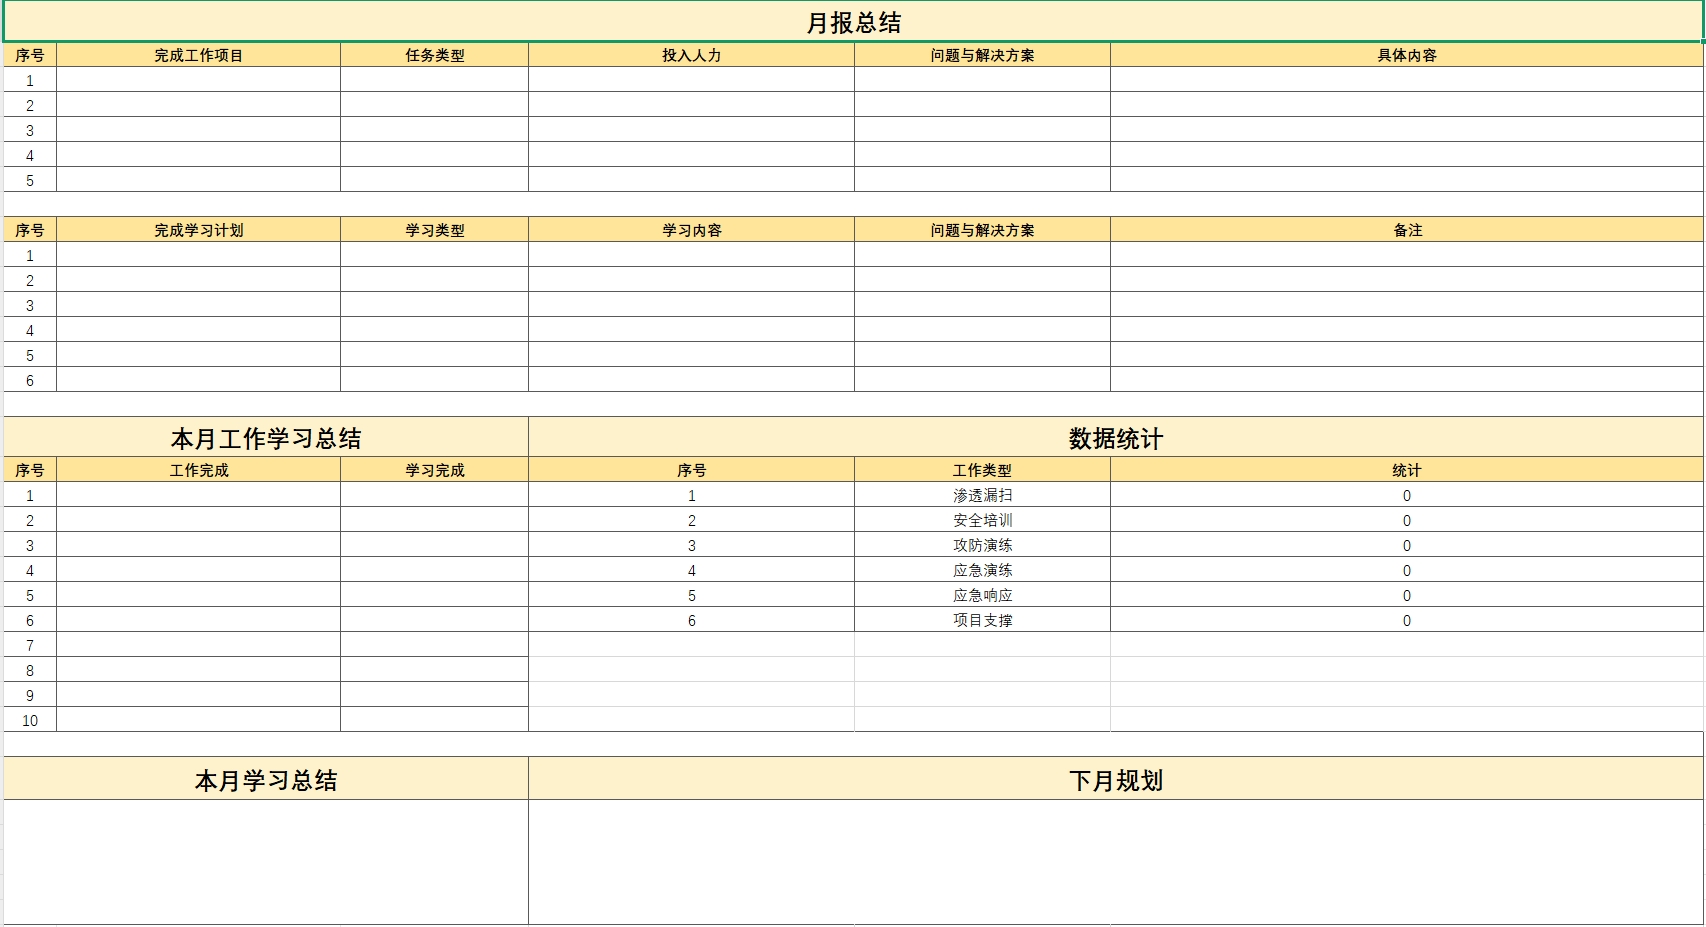 月报总结
序号 完成工作项目 任务类型 投入人力 问题与解决方案 具体内容
1
2
3
4
5
序号 完成学习计划 学习类型 学习内容 问题与解决方案 备注
1
2
3
4
5
6
本月工作学习总结 数据统计
序号 工作完成 学习完成 序号 工作类型 统计
1 1 渗透漏扫 0
2 2 安全培训 0
3 3 攻防演练 0
4 4 应急演练 0
5 5 应急响应 0
6 6 项目支撑 0
7
8
9
10
本月学习总结 下月规划